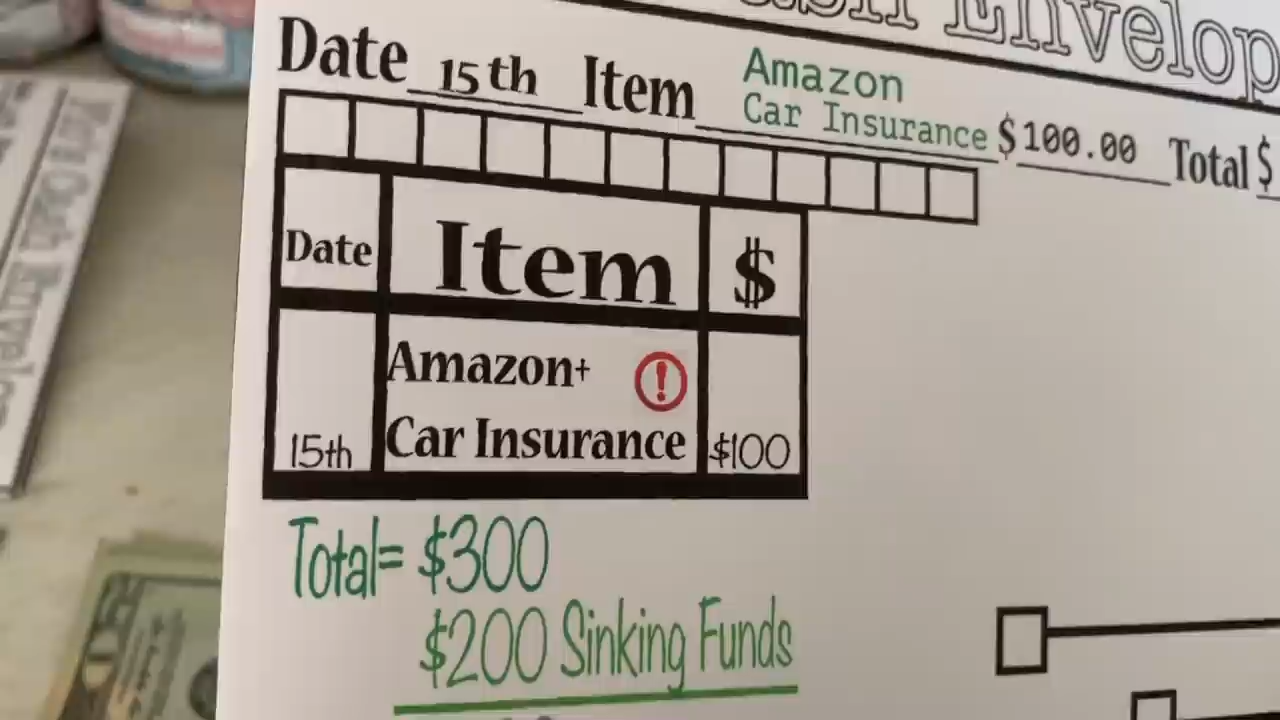 Envelop
Date 15th Item Amazon
Car Insurance $100.00 Total $
Date Item $
Amazon+
15th Car Insurance $100
Total= $300
$200 Sinking Funds